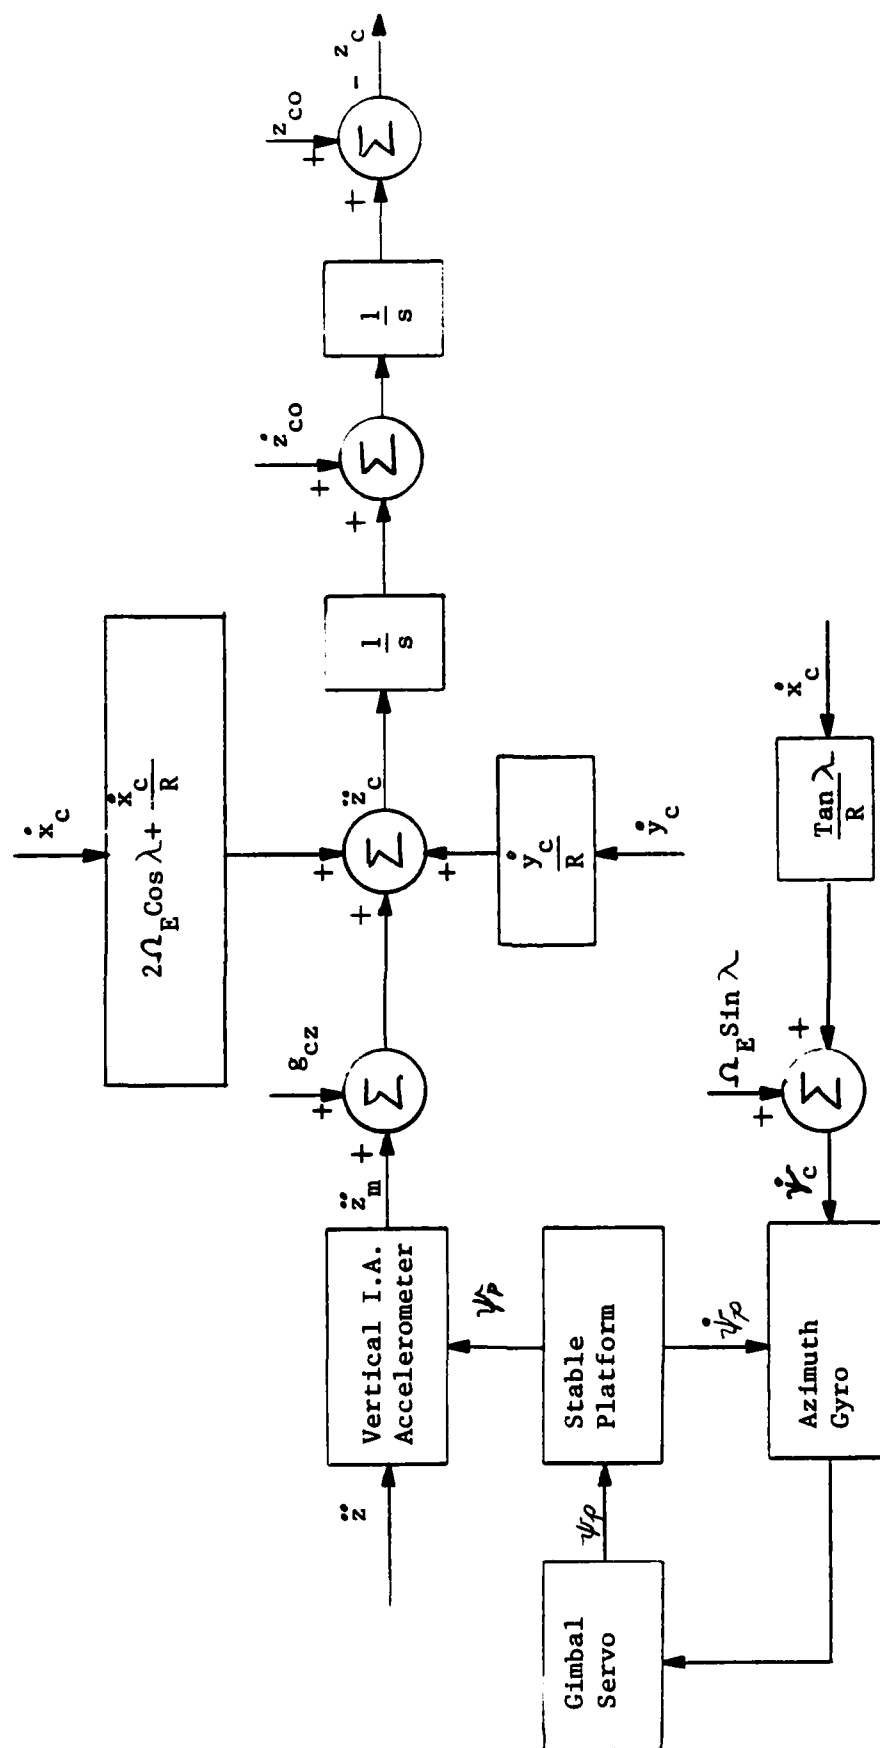 ẋ_c
2Ω_E Cos λ + ẋ_c/R
z̈
Vertical I.A.
Accelerometer
z̈_m
+
g_cz
+
Σ
+
+
Σ
+
z̈_c
1/s
+
ż_co
+
Σ
1/s
+
z_co
+
Σ
-
z_c
ẏ_c/R
ẏ_c
ψ_p
Gimbal
Servo
ψ_p
Stable
Platform
ψ̇_p
Azimuth
Gyro
ψ̇_c
Ω_E Sin λ
+
Σ
+
Tan λ/R
ẋ_c